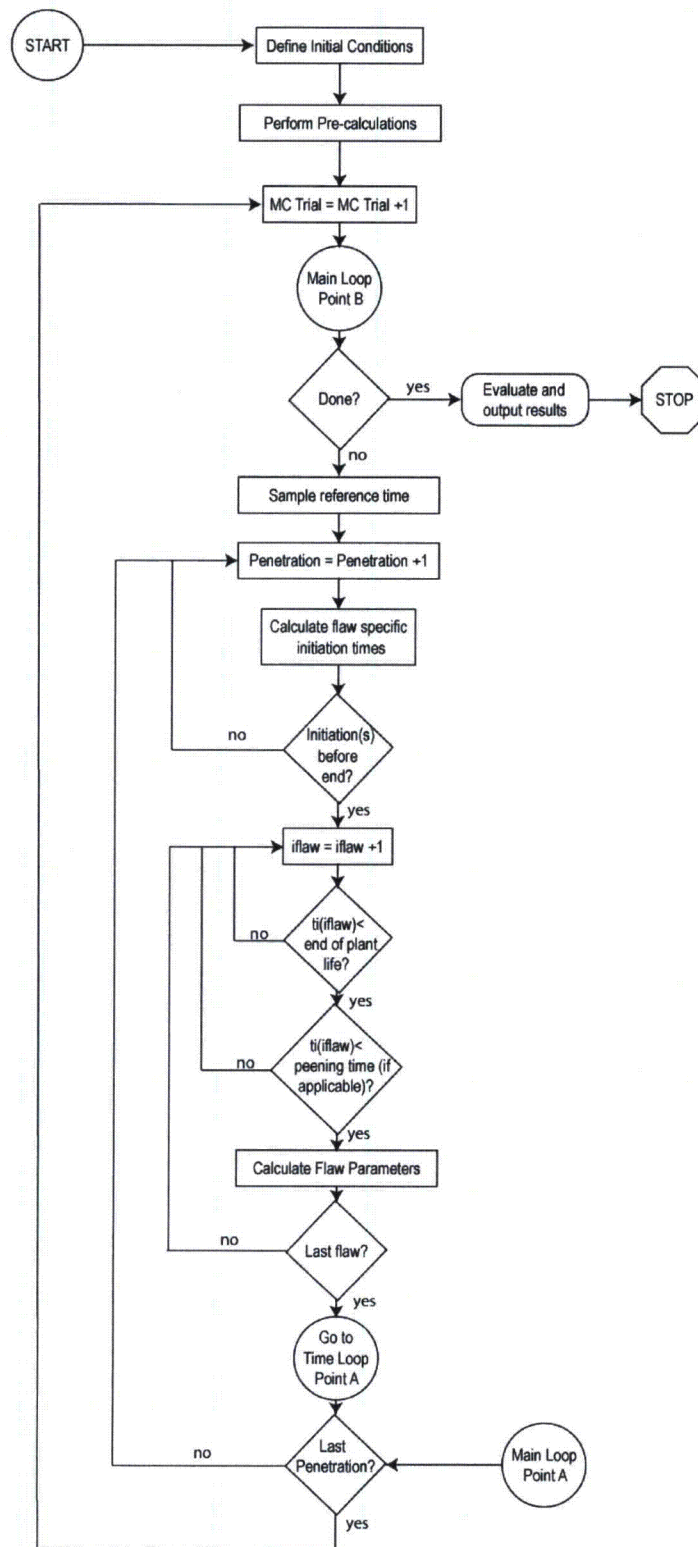 START
Define Initial Conditions
Perform Pre-calculations
MC Trial = MC Trial +1
Main Loop
Point B
Done?
yes
Evaluate and
output results
STOP
no
Sample reference time
Penetration = Penetration +1
Calculate flaw specific
initiation times
Initiation(s)
before
end?
no
yes
iflaw = iflaw +1
ti(iflaw)<
end of plant
life?
no
yes
ti(iflaw)<
peening time (if
applicable)?
no
yes
Calculate Flaw Parameters
Last flaw?
no
yes
Go to
Time Loop
Point A
Last
Penetration?
no
Main Loop
Point A
yes